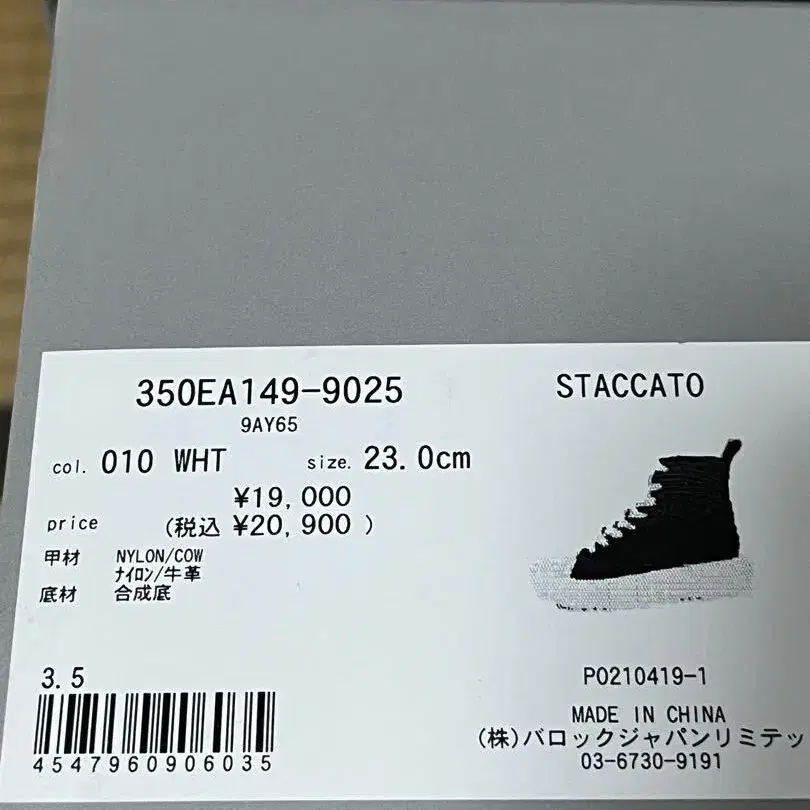 350EA149-9025
STACCATO
9AY65
col. 010 WHT size. 23.0cm
¥19,000
price (税込 ¥20,900 )
甲材 NYLON/COW
ﾅｲﾛﾝ/牛革
底材 合成底
3.5
PO210419-1
MADE IN CHINA
(株)バロックジャパンリミテッ
4547960906035
03-6730-9191